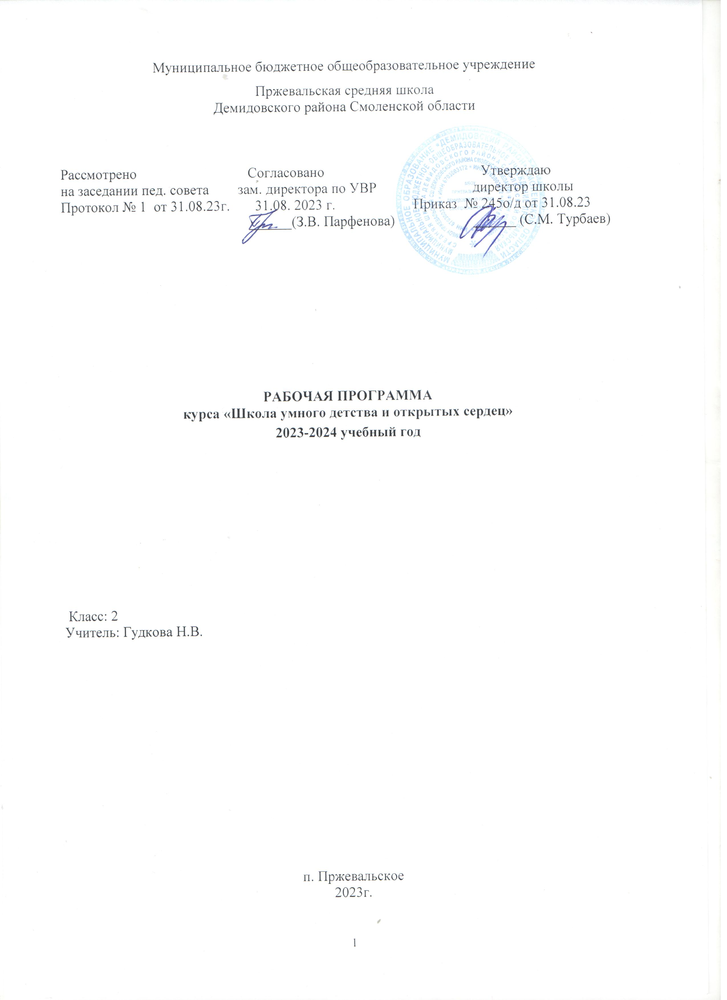 Муниципальное бюджетное общеобразовательное учреждение
Пржевальская средняя школа
Демидовского района Смоленской области
Рассмотрено Согласовано Утверждаю
на заседании пед. совета зам. директора по УВР директор школы
Протокол № 1 от 31.08.23г. 31.08. 2023 г. Приказ № 245о/д от 31.08.23
______(З.В. Парфенова) ______ (С.М. Турбаев)
РАБОЧАЯ ПРОГРАММА
курса «Школа умного детства и открытых сердец»
2023-2024 учебный год
Класс: 2
Учитель: Гудкова Н.В.
п. Пржевальское
2023г.
1